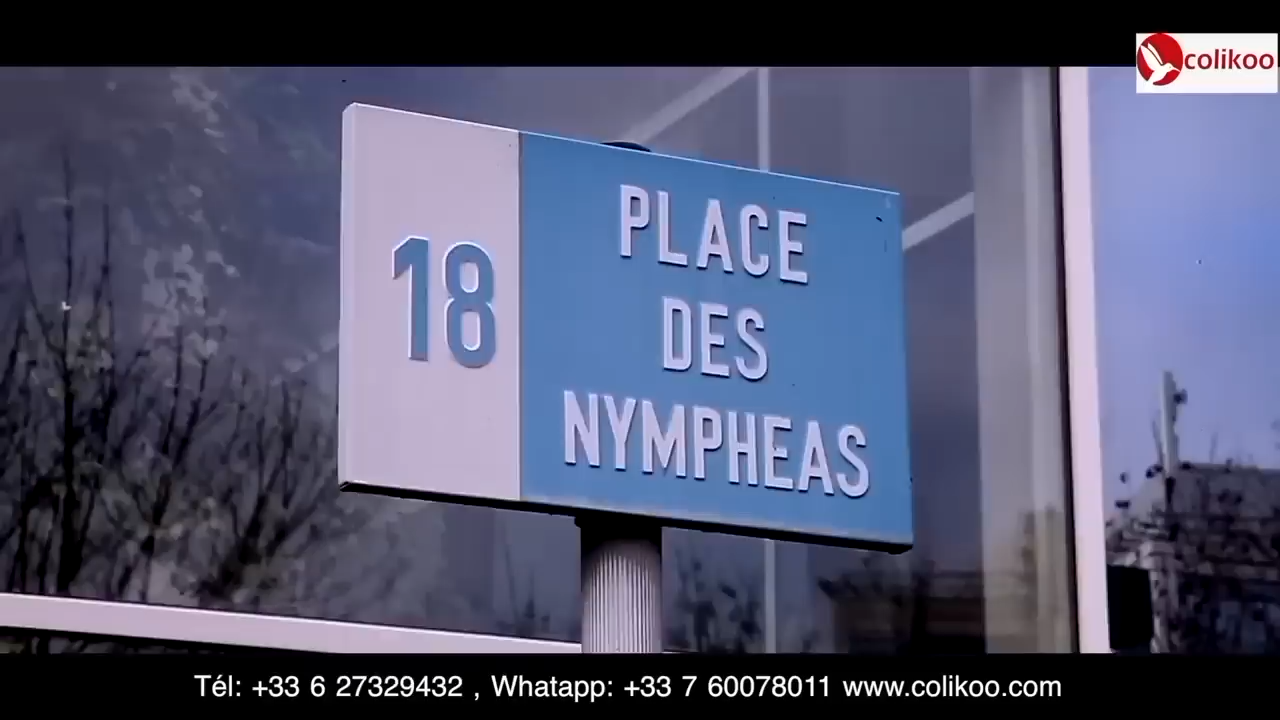 colikoo
18
PLACE
DES
NYMPHEAS
Tél: +33 6 27329432 , Whatapp: +33 7 60078011 www.colikoo.com